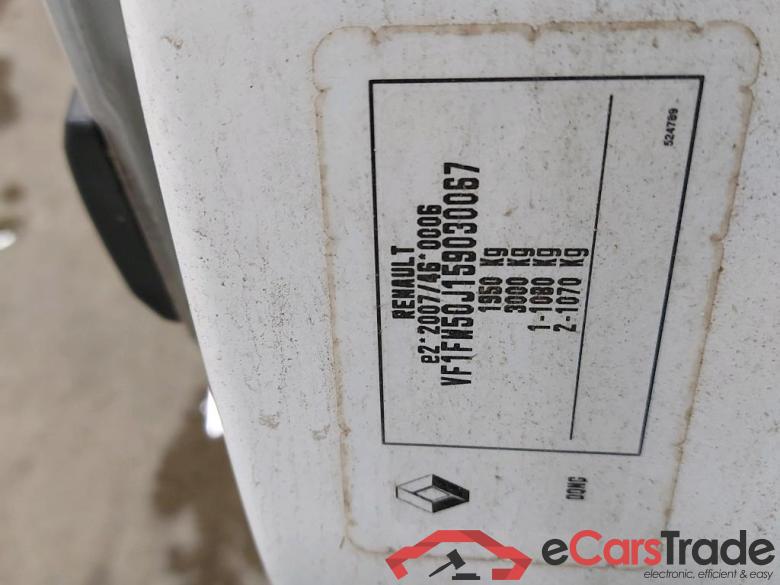 RENAULT
e2*2007/46*0006
VF1FW50J159030067
1950 Kg
3000 Kg
1-1080 Kg
2-1070 Kg
524789
DQNC
eCarsTrade
electronic, efficient & easy